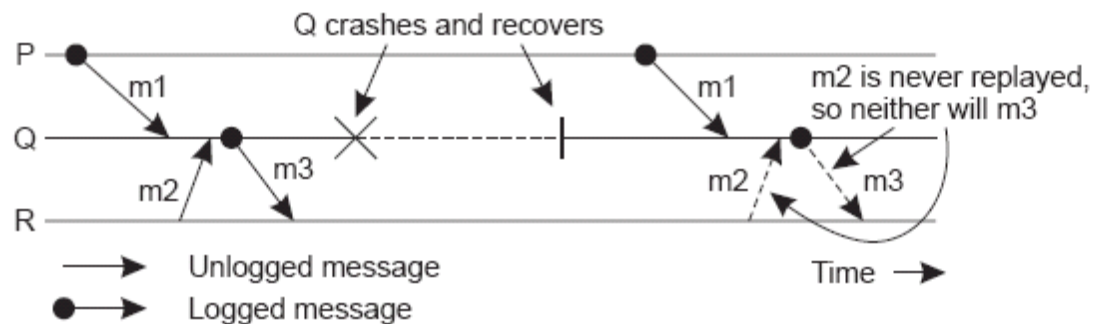 Q crashes and recovers
P
m1
m1
m2 is never replayed,
so neither will m3
Q
m2
m3
m2
m3
R
Unlogged message
Time
Logged message